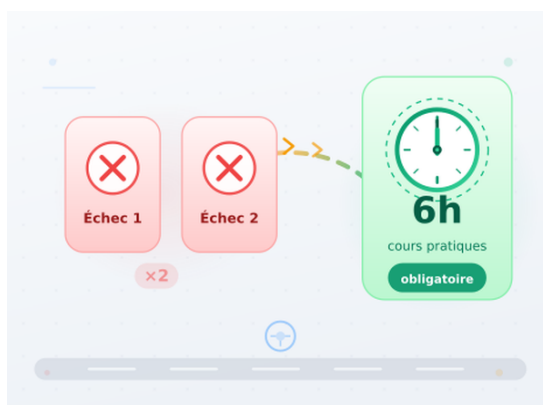 Échec 1
Échec 2
×2
6h
cours pratiques
obligatoire